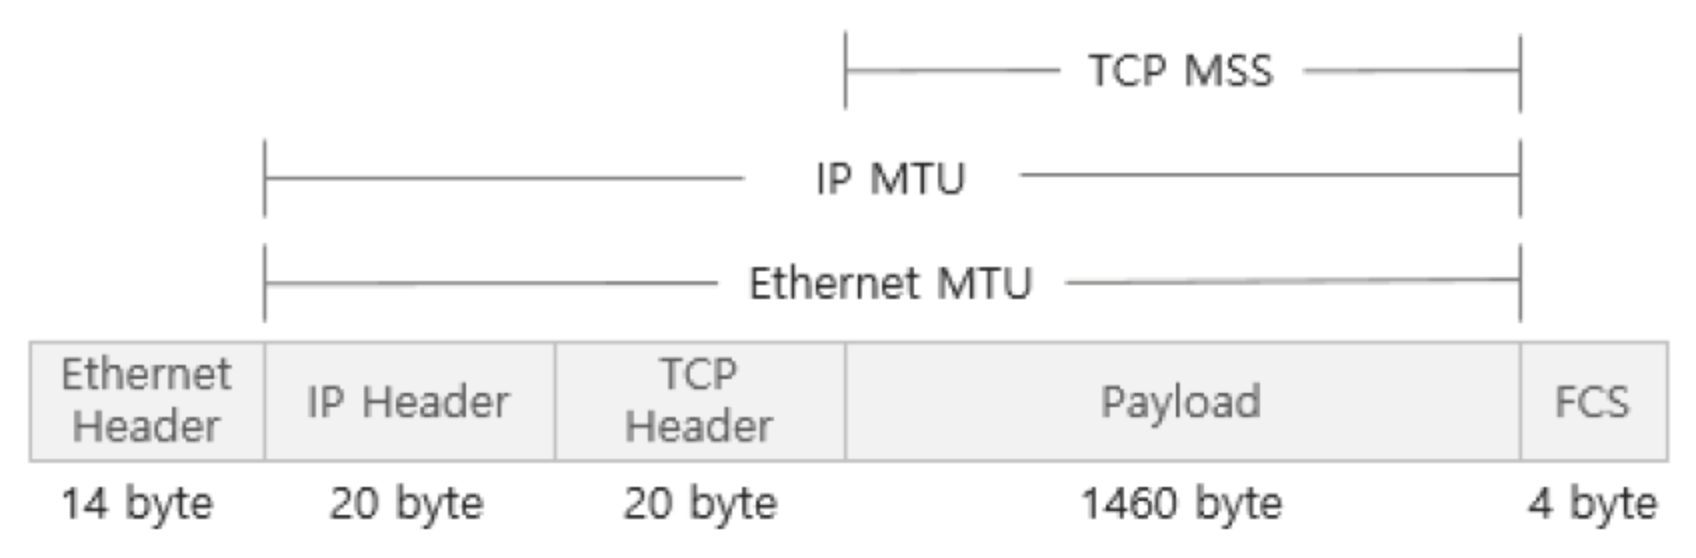 TCP MSS
IP MTU
Ethernet MTU
Ethernet
Header
IP Header
TCP
Header
Payload
FCS
14 byte
20 byte
20 byte
1460 byte
4 byte